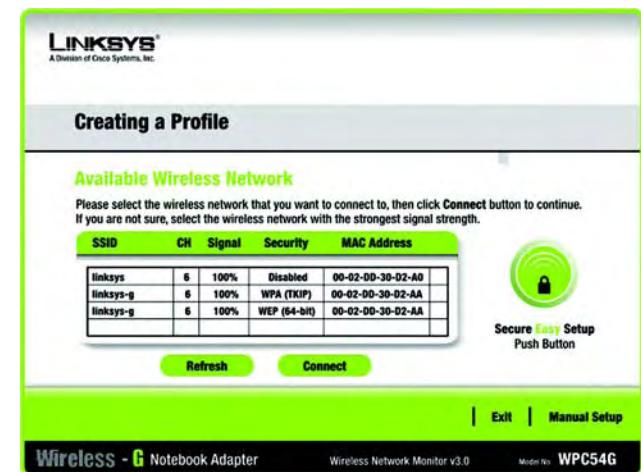 LINKSYS®
A Division of Cisco Systems, Inc.
Creating a Profile
Available Wireless Network
Please select the wireless network that you want to connect to, then click Connect button to continue.
If you are not sure, select the wireless network with the strongest signal strength.
SSID CH Signal Security MAC Address
linksys 6 100% Disabled 00-02-DD-30-D2-A0
linksys-g 6 100% WPA (TKIP) 00-02-DD-30-D2-AA
linksys-g 6 100% WEP (64-bit) 00-02-DD-30-D2-AA
Secure Easy Setup
Push Button
Refresh Connect
Exit Manual Setup
Wireless - G Notebook Adapter Wireless Network Monitor v3.0 Model No. WPC54G